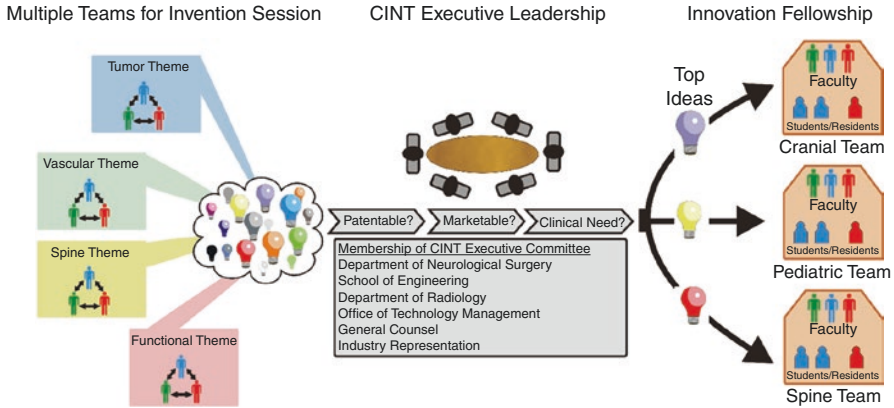 Multiple Teams for Invention Session
CINT Executive Leadership
Innovation Fellowship
Tumor Theme
Vascular Theme
Spine Theme
Functional Theme
Patentable?
Marketable?
Clinical Need?
Membership of CINT Executive Committee
Department of Neurological Surgery
School of Engineering
Department of Radiology
Office of Technology Management
General Counsel
Industry Representation
Top
Ideas
Faculty
Students/Residents
Cranial Team
Faculty
Students/Residents
Pediatric Team
Faculty
Students/Residents
Spine Team